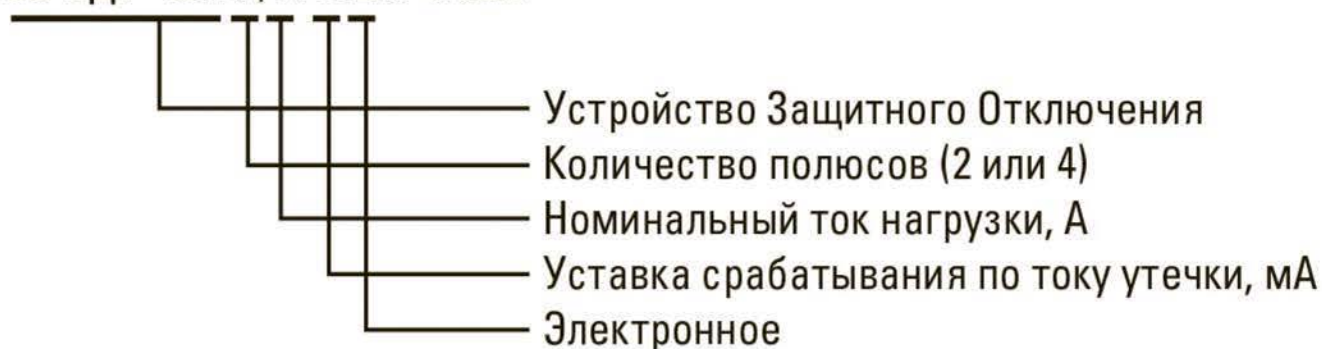 Устройство Защитного Отключения
Количество полюсов (2 или 4)
Номинальный ток нагрузки, А
Уставка срабатывания по току утечки, мА
Электронное